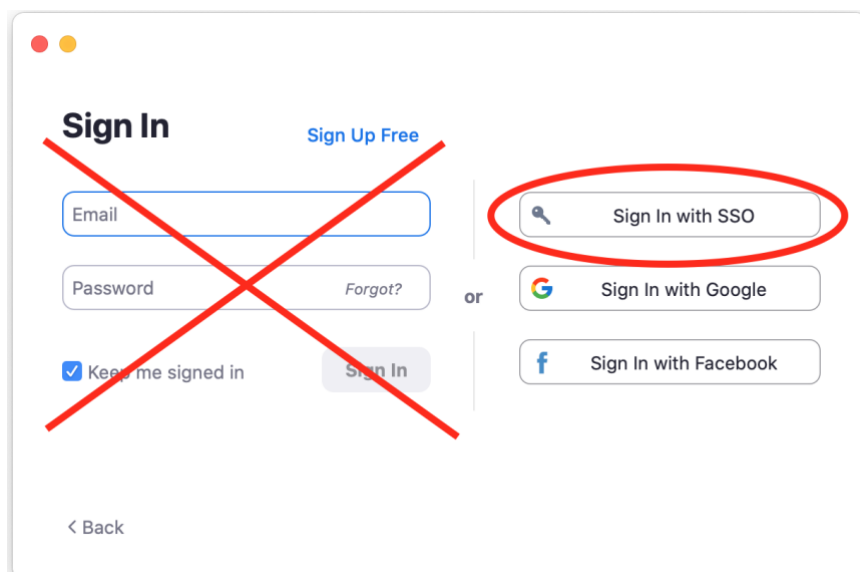 Sign In
Sign Up Free
Email
Password
Forgot?
Keep me signed in
Sign In
or
Sign In with SSO
Sign In with Google
Sign In with Facebook
< Back